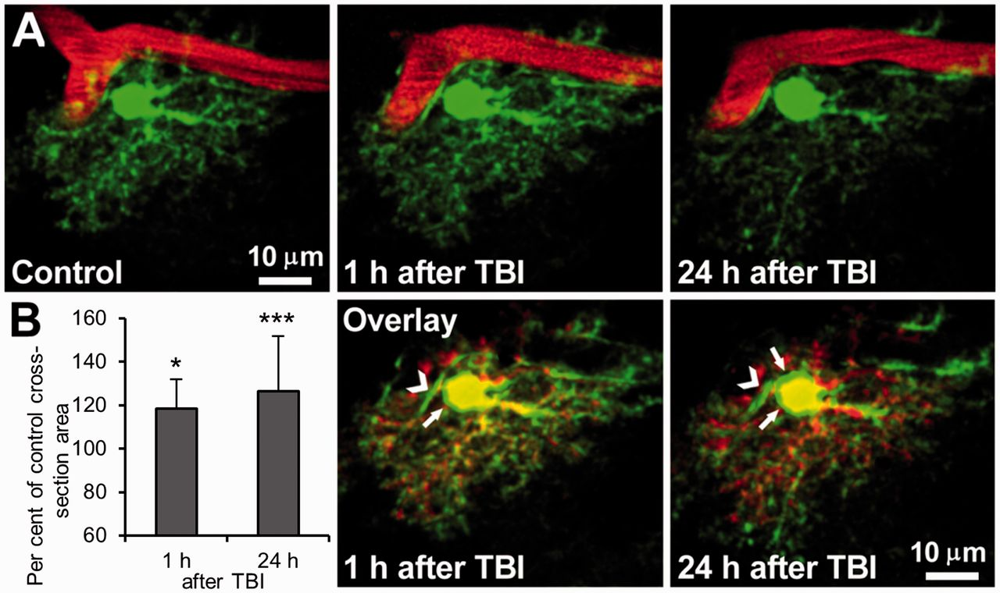 A
Control
10 µm
1 h after TBI
24 h after TBI
B
Per cent of control cross-
section area
160
140
120
100
80
60
*
***
1 h
24 h
after TBI
Overlay
1 h after TBI
24 h after TBI
10 µm